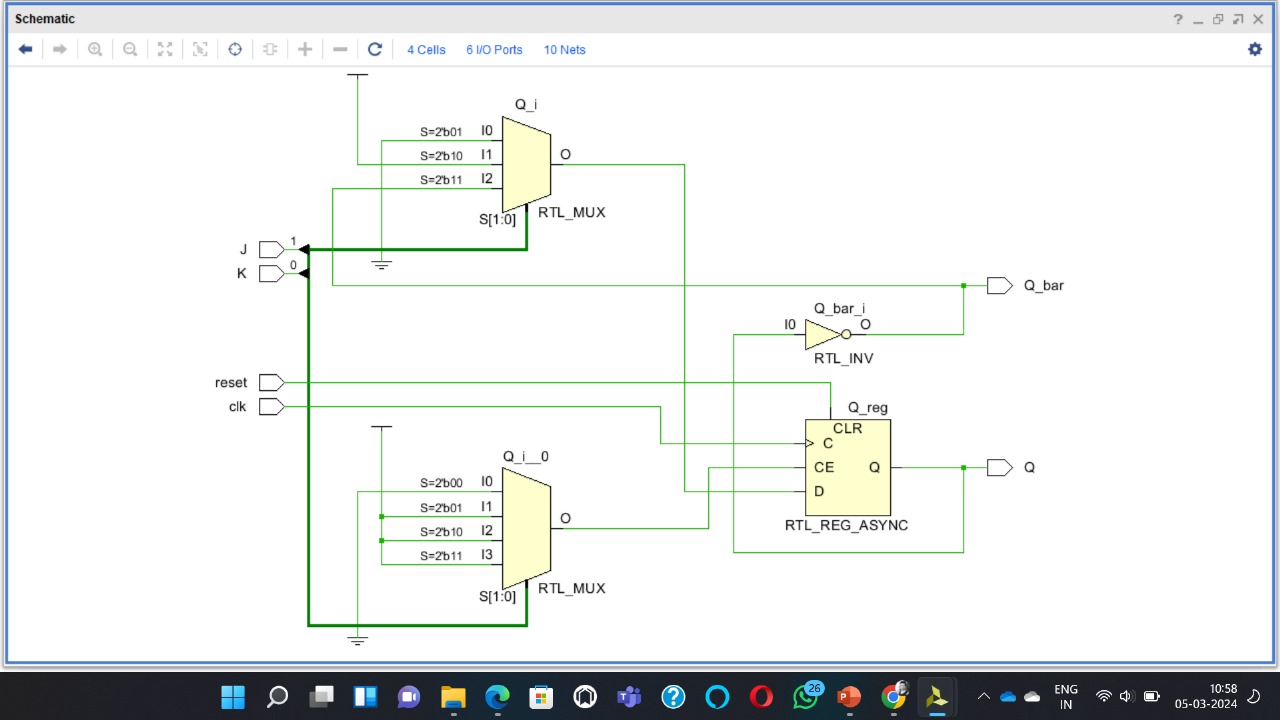 Schematic
4 Cells 6 I/O Ports 10 Nets
Q_i
S=2'b01 I0
S=2'b10 I1 O
S=2'b11 I2
S[1:0] RTL_MUX
J 1
K 0
Q_bar
Q_bar_i
I0 O
RTL_INV
reset
clk
Q_reg
CLR
C
CE Q Q
D
RTL_REG_ASYNC
Q_i__0
S=2'b00 I0
S=2'b01 I1
O
S=2'b10 I2
S=2'b11 I3
S[1:0] RTL_MUX
26
ENG
IN
10:58
05-03-2024